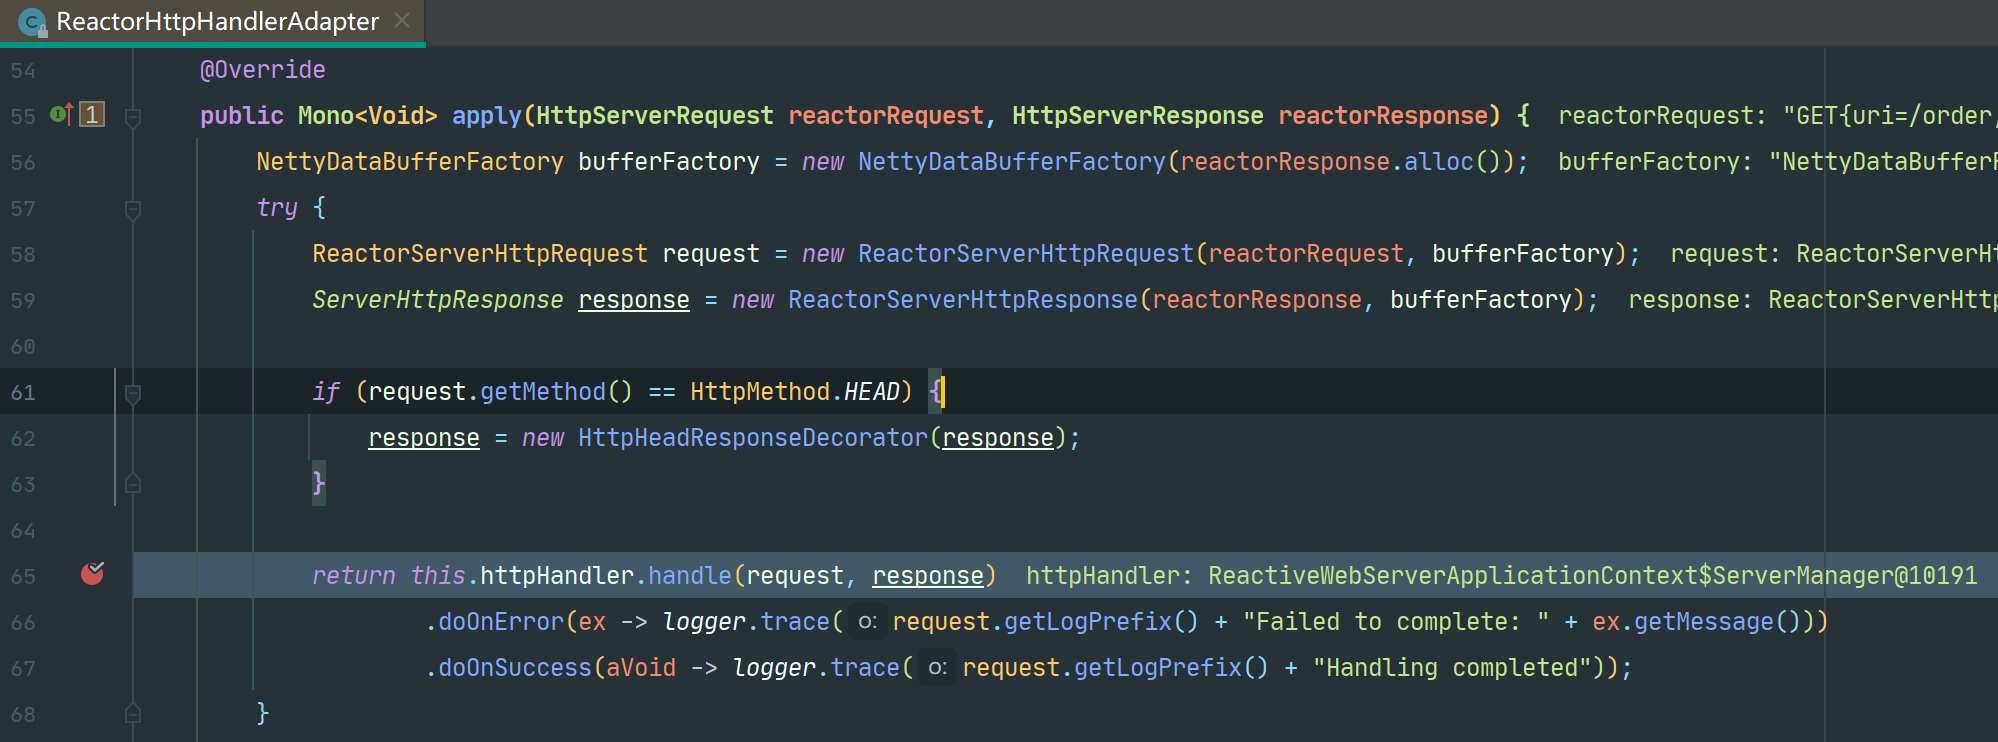 ReactorHttpHandlerAdapter
54 @Override
55 1 public Mono<Void> apply(HttpServerRequest reactorRequest, HttpServerResponse reactorResponse) { reactorRequest: "GET{uri=/order,
56 NettyDataBufferFactory bufferFactory = new NettyDataBufferFactory(reactorResponse.alloc()); bufferFactory: "NettyDataBufferF
57 try {
58 ReactorServerHttpRequest request = new ReactorServerHttpRequest(reactorRequest, bufferFactory); request: ReactorServerHt
59 ServerHttpResponse response = new ReactorServerHttpResponse(reactorResponse, bufferFactory); response: ReactorServerHttp
60
61 if (request.getMethod() == HttpMethod.HEAD) {
62 response = new HttpHeadResponseDecorator(response);
63 }
64
65 return this.httpHandler.handle(request, response) httpHandler: ReactiveWebServerApplicationContext$ServerManager@10191
66 .doOnError(ex -> logger.trace( o: request.getLogPrefix() + "Failed to complete: " + ex.getMessage()))
67 .doOnSuccess(aVoid -> logger.trace( o: request.getLogPrefix() + "Handling completed"));
68 }